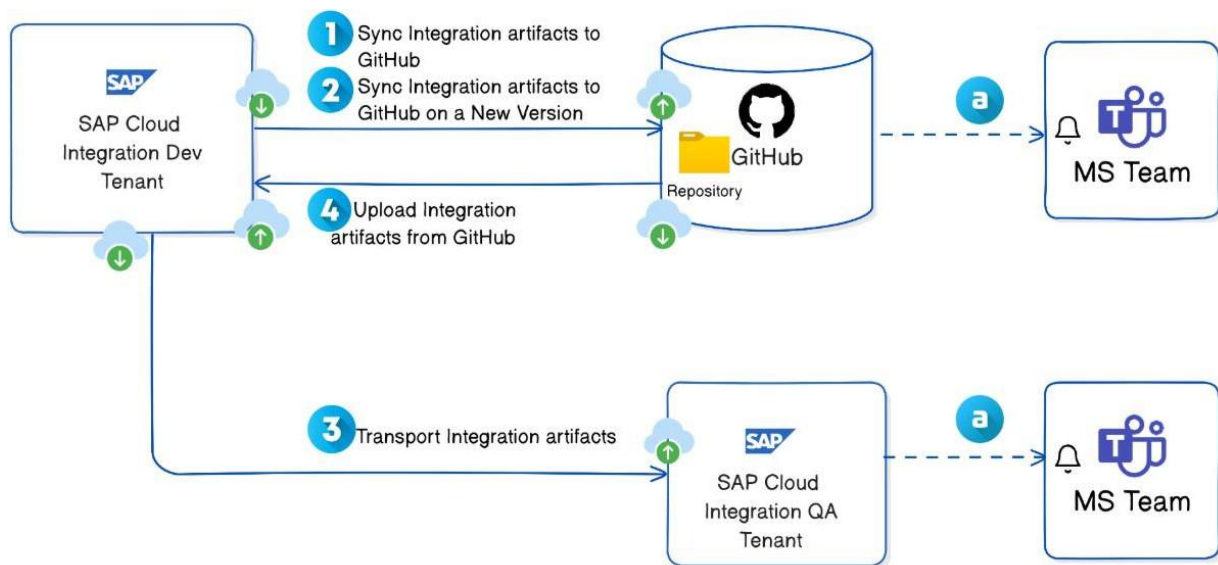 SAP
SAP Cloud
Integration Dev
Tenant
1 Sync Integration artifacts to
GitHub
2 Sync Integration artifacts to
GitHub on a New Version
4 Upload Integration
artifacts from GitHub
GitHub
Repository
a
T
MS Team
3 Transport Integration artifacts
SAP
SAP Cloud
Integration QA
Tenant
a
T
MS Team